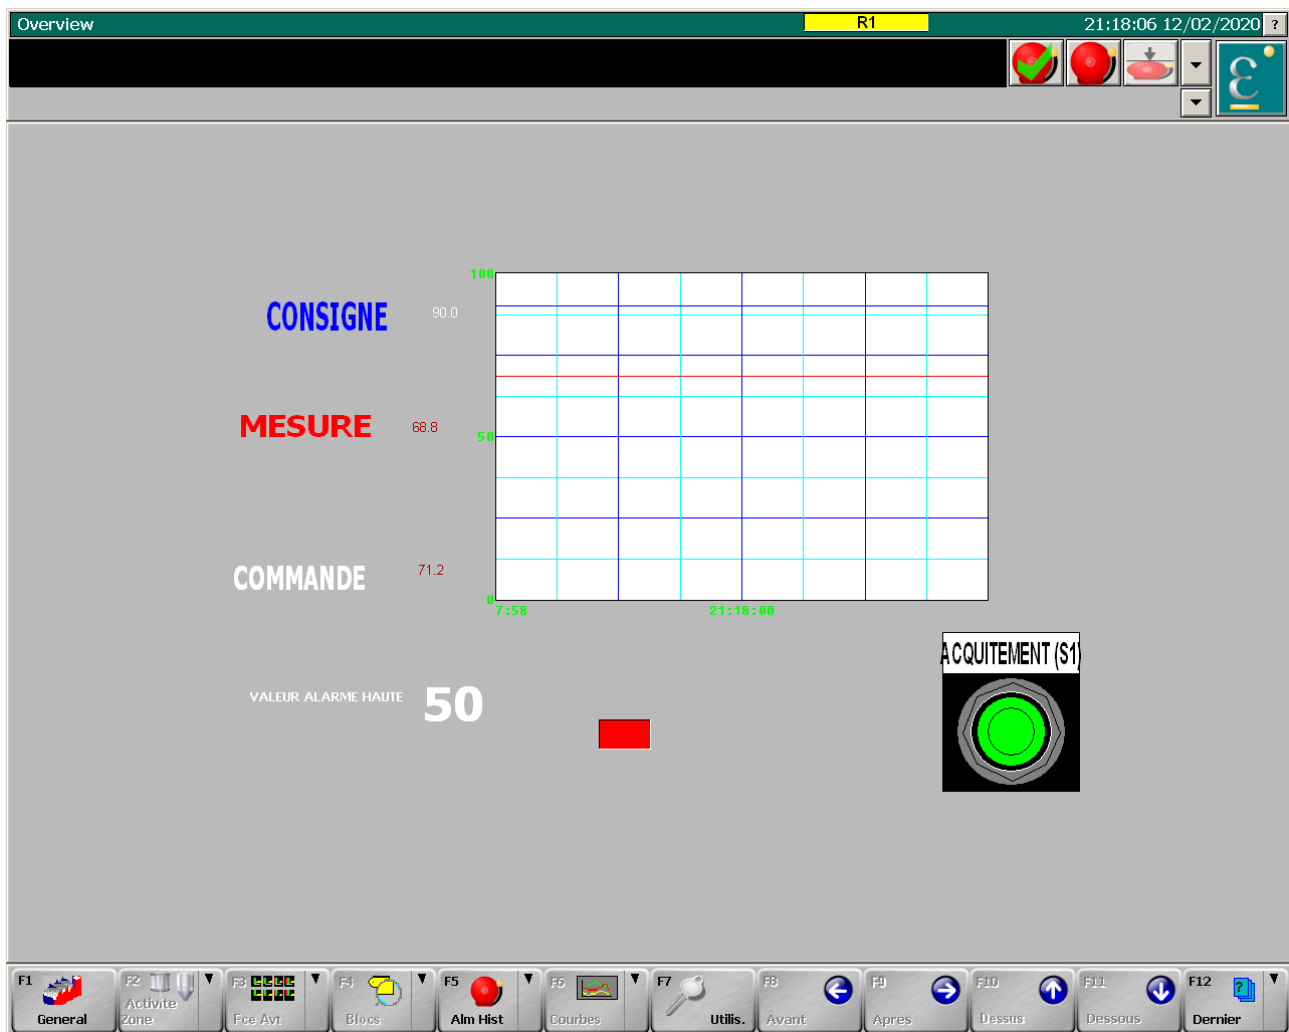 Overview R1 21:18:06 12/02/2020 ?
100
CONSIGNE 90.0
MESURE 68.8
50
COMMANDE 71.2
0
7:58 21:18:00
ACQUITEMENT (S1)
VALEUR ALARME HAUTE 50
F1 General
F2 Activite Zone
F3 Fce Avt
F4 Blocs
F5 Alm Hist
F6 Courbes
F7 Utilis.
F8 Avant
F9 Apres
F10 Dessus
F11 Dessous
F12 ? Dernier